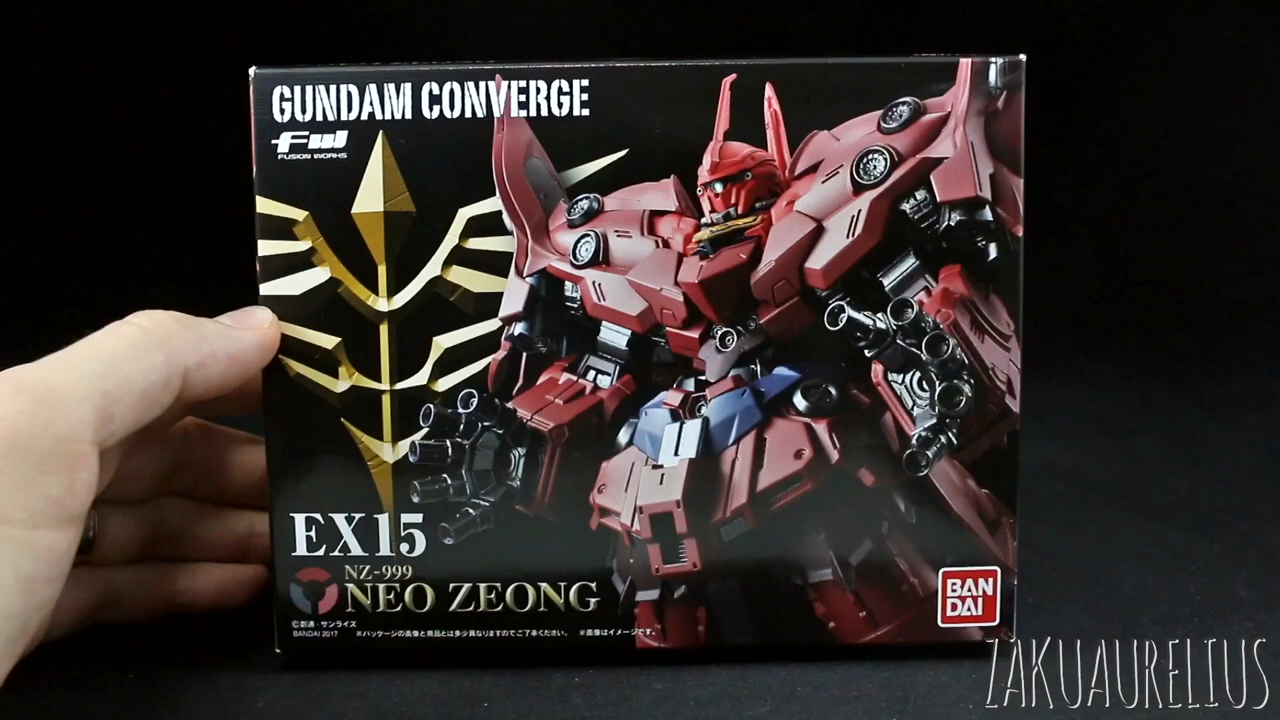 GUNDAM CONVERGE
FW
FUSION WORKS
EX15
NZ-999
NEO ZEONG
©創通・サンライズ
BANDAI 2017 ※パッケージの画像と商品とは多少異なりますのでご了承ください。 ※画像はイメージです。
BAN
DAI
ZAKUAURELIUS